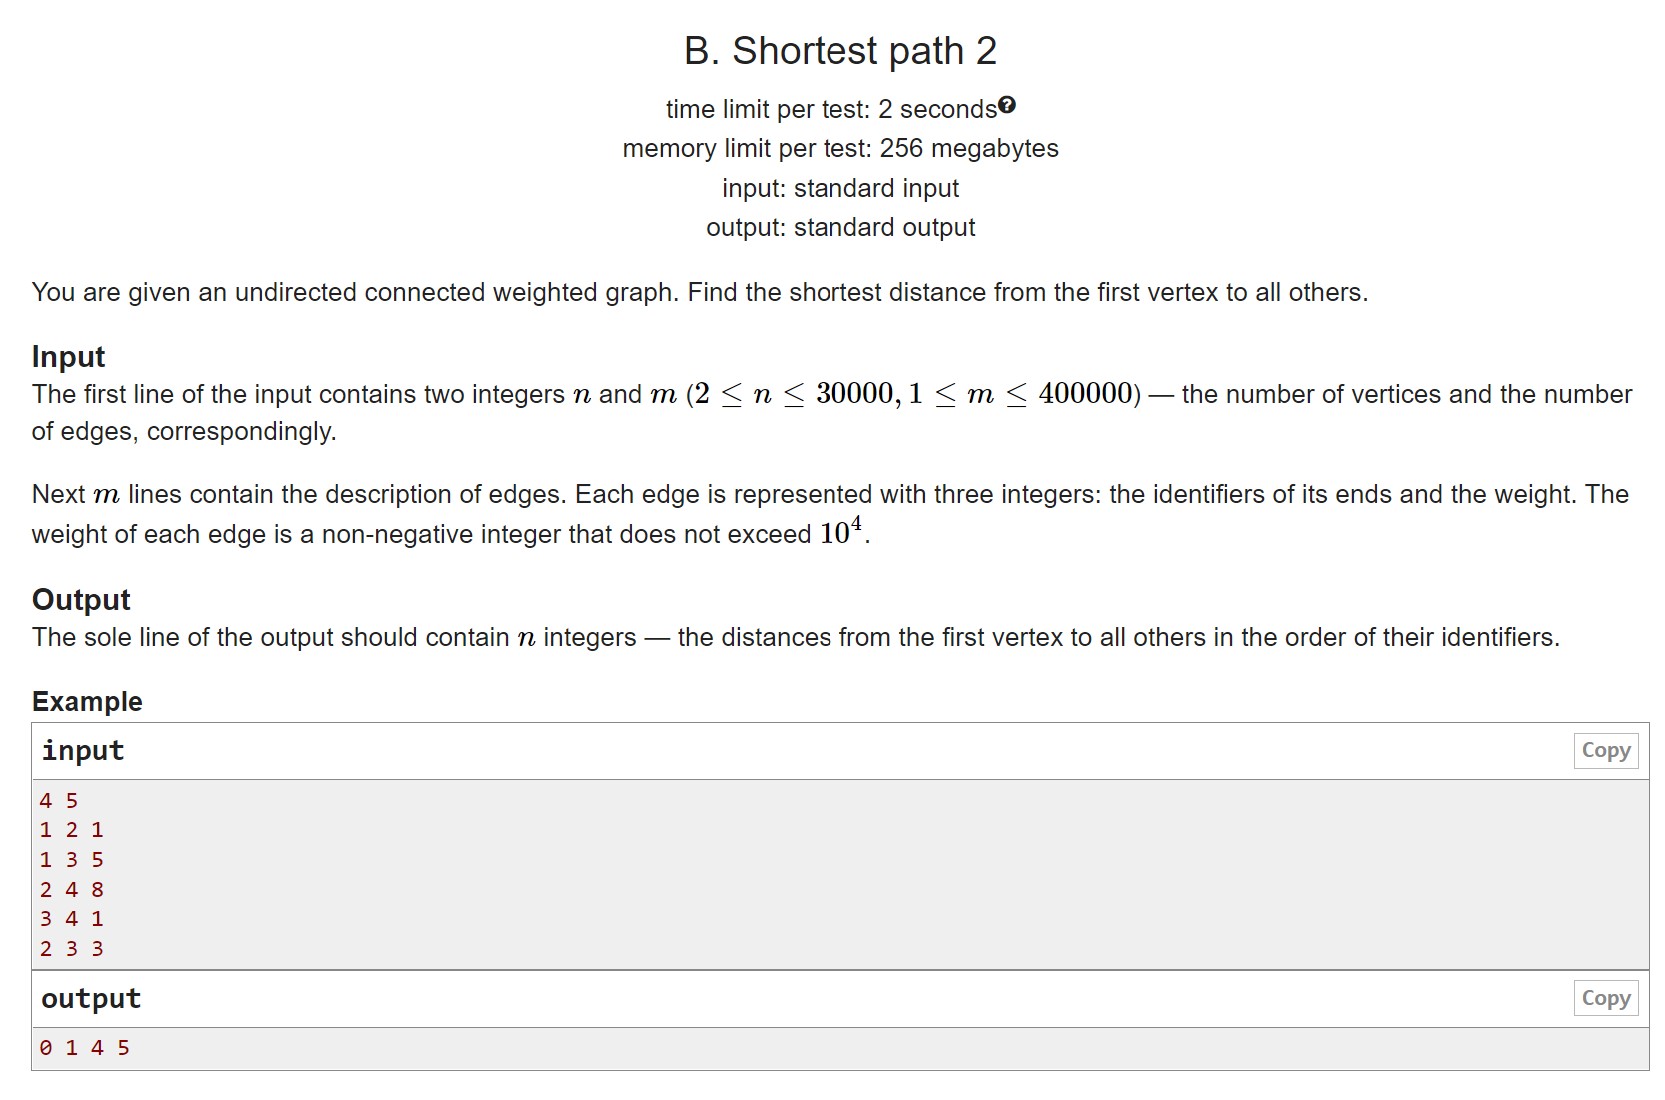 B. Shortest path 2
time limit per test: 2 seconds?
memory limit per test: 256 megabytes
input: standard input
output: standard output
You are given an undirected connected weighted graph. Find the shortest distance from the first vertex to all others.
Input
The first line of the input contains two integers n and m (2 ≤ n ≤ 30000, 1 ≤ m ≤ 400000) — the number of vertices and the number
of edges, correspondingly.
Next m lines contain the description of edges. Each edge is represented with three integers: the identifiers of its ends and the weight. The
weight of each edge is a non-negative integer that does not exceed 10⁴.
Output
The sole line of the output should contain n integers — the distances from the first vertex to all others in the order of their identifiers.
Example
input Copy
4 5
1 2 1
1 3 5
2 4 8
3 4 1
2 3 3
output Copy
0 1 4 5